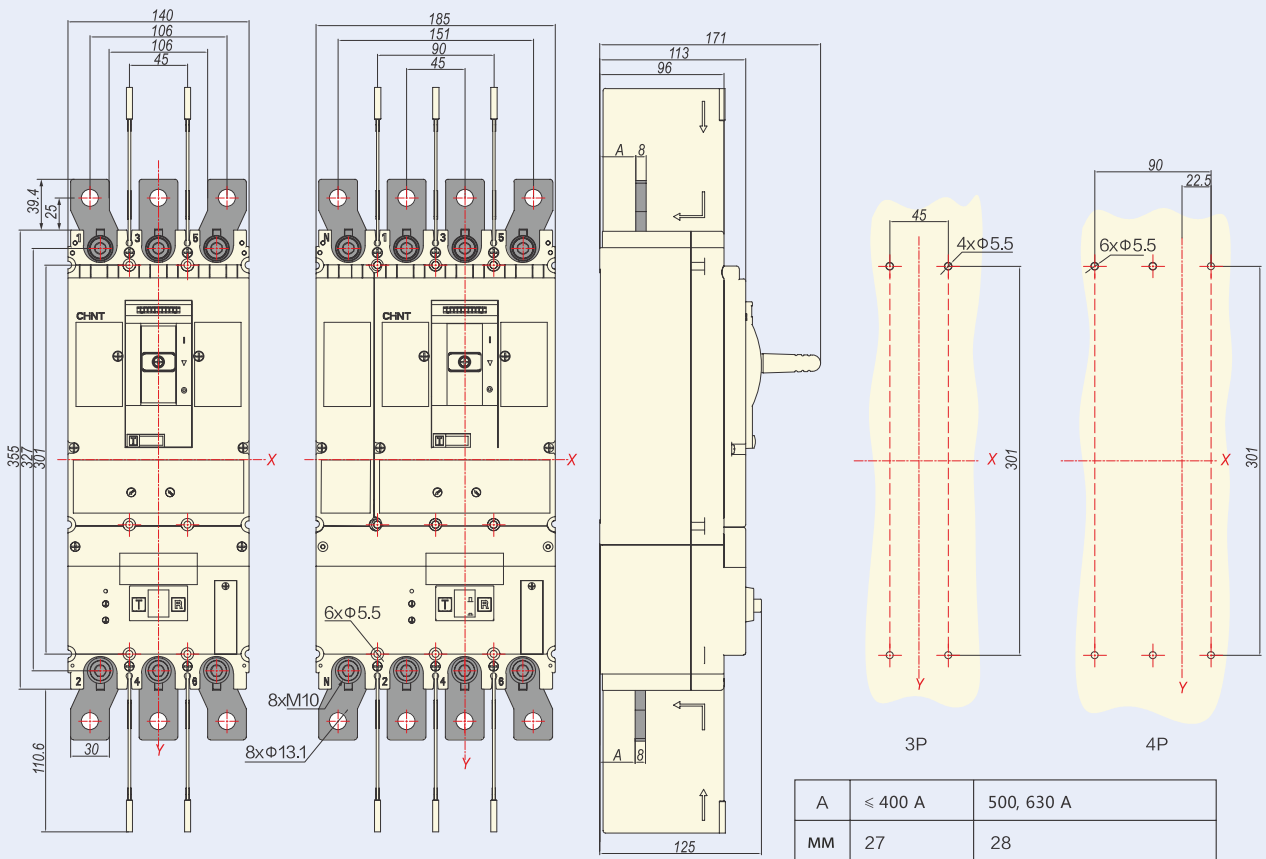 140
106
106
45
185
151
90
45
171
113
96
A 8
39.4
25
1 3 5
N 1 3 5
355
327
301
CHNT
CHNT
I
I
T
T
X
X
T R
T R
6xΦ5.5
2 4 6
N 2 4 6
8xM10
8xΦ13.1
30
110.6
Y
Y
A 8
125
45
4xΦ5.5
301
X
Y
3P
90
22.5
6xΦ5.5
301
X
Y
4P
A ≤ 400 A 500, 630 A
мм 27 28